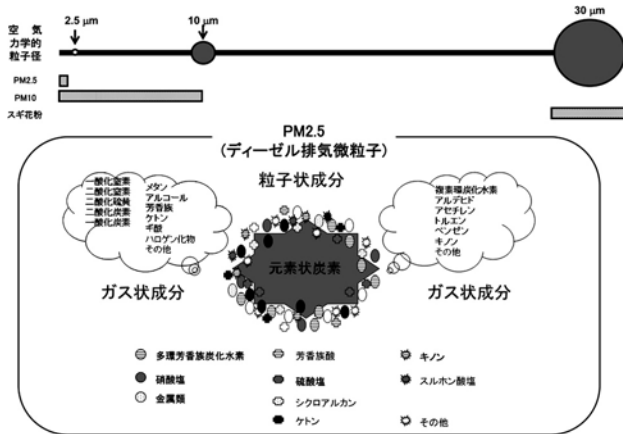 空 気
力学的
粒子径
2.5 μm
10 μm
30 μm
PM2.5
PM10
スギ花粉
PM2.5
(ディーゼル排気微粒子)
粒子状成分
一酸化窒素
二酸化窒素
二酸化硫黄
二酸化炭素
一酸化炭素
メタン
アルコール
芳香族
ケトン
ギ酸
ハロゲン化物
その他
ガス状成分
元素状炭素
複素環炭化水素
アルデヒド
アセチレン
トルエン
ベンゼン
キノン
その他
ガス状成分
多環芳香族炭化水素
硝酸塩
金属類
芳香族酸
硫酸塩
シクロアルカン
ケトン
キノン
スルホン酸塩
その他